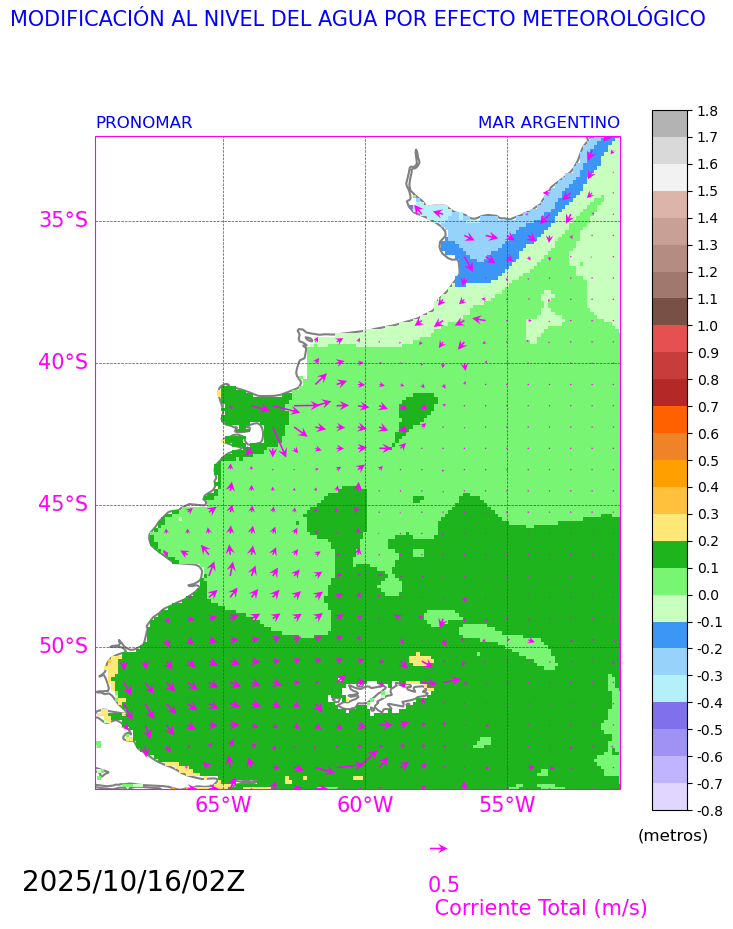 MODIFICACIÓN AL NIVEL DEL AGUA POR EFECTO METEOROLÓGICO
PRONOMAR MAR ARGENTINO
35°S
40°S
45°S
50°S
65°W 60°W 55°W
1.8
1.7
1.6
1.5
1.4
1.3
1.2
1.1
1.0
0.9
0.8
0.7
0.6
0.5
0.4
0.3
0.2
0.1
0.0
-0.1
-0.2
-0.3
-0.4
-0.5
-0.6
-0.7
-0.8
(metros)
2025/10/16/02Z
0.5
Corriente Total (m/s)